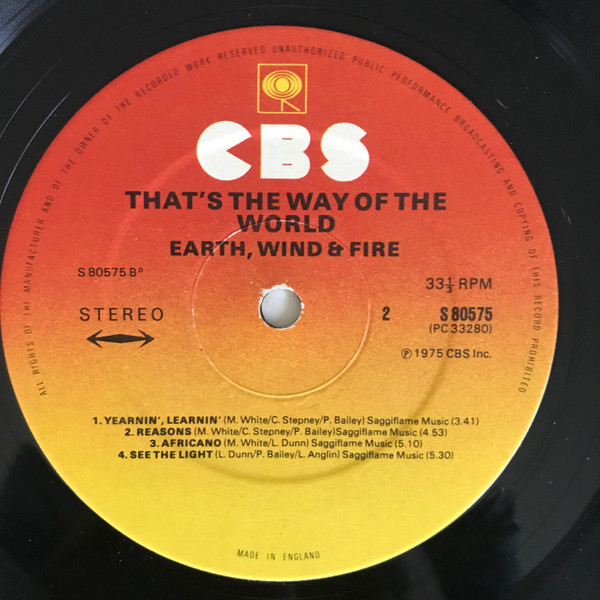 ALL RIGHTS OF THE MANUFACTURER AND OF THE OWNER OF THE RECORDED WORK RESERVED UNAUTHORIZED PUBLIC PERFORMANCE BROADCASTING AND COPYING OF THIS RECORD PROHIBITED
CBS
THAT'S THE WAY OF THE
WORLD
EARTH, WIND & FIRE
S 80575 B°
33⅓ RPM
STEREO
2 S 80575
(PC 33280)
℗ 1975 CBS Inc.
1. YEARNIN', LEARNIN' (M. White/C. Stepney/P. Bailey) Saggiflame Music (3.41)
2. REASONS (M. White/C. Stepney/P. Bailey)Saggiflame Music (4.53)
3. AFRICANO (M. White/L. Dunn) Saggiflame Music (5.10)
4. SEE THE LIGHT (L. Dunn/P. Bailey/L. Anglin) Saggiflame Music (5.30)
MADE IN ENGLAND